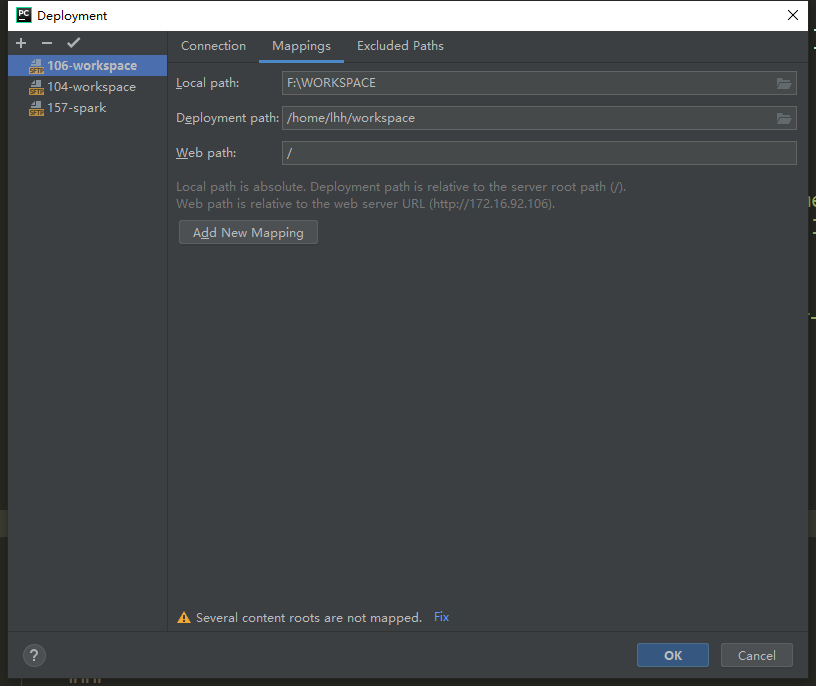 PC Deployment
106-workspace
104-workspace
157-spark
Connection Mappings Excluded Paths
Local path: F:\WORKSPACE
Deployment path: /home/lhh/workspace
Web path: /
Local path is absolute. Deployment path is relative to the server root path (/).
Web path is relative to the web server URL (http://172.16.92.106).
Add New Mapping
Several content roots are not mapped. Fix
? OK Cancel